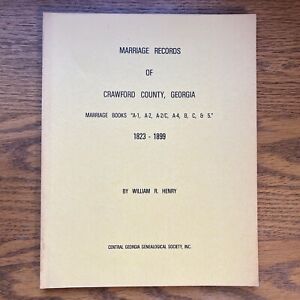 MARRIAGE RECORDS
OF
CRAWFORD COUNTY, GEORGIA
MARRIAGE BOOKS "A-1, A-2, A-2/C, A-4, B, C, & 5."
1823 - 1899
BY WILLIAM R. HENRY
CENTRAL GEORGIA GENEALOGICAL SOCIETY, INC.